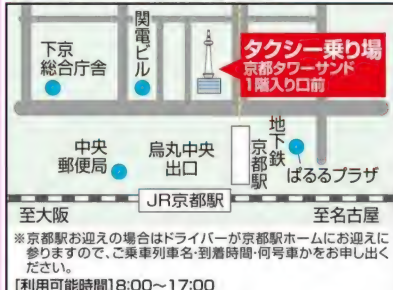 関電ビル
下京
総合庁舎
タクシー乗り場
京都タワーサンド
1階入り口前
中央
郵便局
烏丸中央
出口
地下鉄
京都駅
ぱるるプラザ
JR京都駅
至大阪
至名古屋
※京都駅お迎えの場合はドライバーが京都駅ホームにお迎えに
参りますので、ご乗車列車名・到着時間・何号車かをお申し出く
ださい。
[利用可能時間]8:00〜17:00